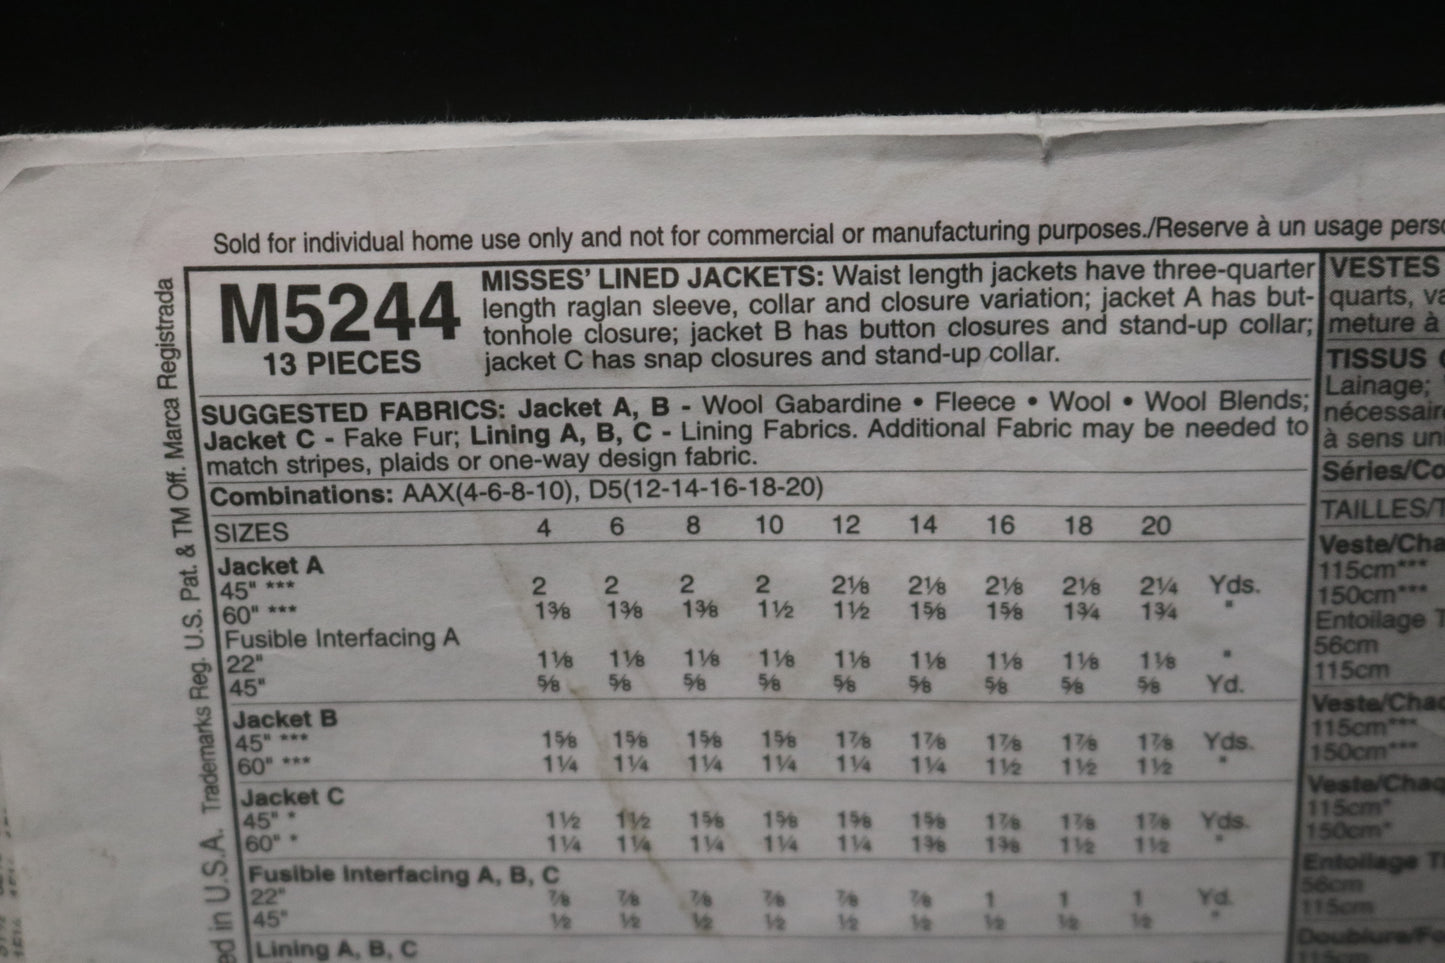 Sold for individual home use only and not for commercial or manufacturing purposes./Reserve à un usage
M5244
13 PIECES
MISSES' LINED JACKETS: Waist length jackets have three-quarter
length raglan sleeve, collar and closure variation; jacket A has but-
tonhole closure; jacket B has button closures and stand-up collar;
jacket C has snap closures and stand-up collar.
SUGGESTED FABRICS: Jacket A, B - Wool Gabardine • Fleece • Wool • Wool Blends;
Jacket C - Fake Fur; Lining A, B, C - Lining Fabrics. Additional Fabric may be needed to
match stripes, plaids or one-way design fabric.
Combinations: AAX(4-6-8-10), D5(12-14-16-18-20)
SIZES 4 6 8 10 12 14 16 18 20
Jacket A
45" *** 2 2 2 2 2⅛ 2⅛ 2⅛ 2⅛ 2¼ Yds.
60" *** 1⅜ 1⅜ 1⅜ 1½ 1½ 1⅝ 1⅝ 1¾ 1¾ "
Fusible Interfacing A
22" 1⅛ 1⅛ 1⅛ 1⅛ 1⅛ 1⅛ 1⅛ 1⅛ 1⅛ "
45" ⅝ ⅝ ⅝ ⅝ ⅝ ⅝ ⅝ ⅝ ⅝ Yd.
Jacket B
45" *** 1⅝ 1⅝ 1⅝ 1⅝ 1⅞ 1⅞ 1⅞ 1⅞ 1⅞ Yds.
60" *** 1¼ 1¼ 1¼ 1¼ 1¼ 1¼ 1½ 1½ 1½ "
Jacket C
45" * 1½ 1½ 1⅝ 1⅝ 1⅝ 1⅝ 1⅞ 1⅞ 1⅞ Yds.
60" * 1¼ 1¼ 1¼ 1¼ 1¼ 1⅜ 1⅜ 1½ 1½ "
Fusible Interfacing A, B, C
22" ⅞ ⅞ ⅞ ⅞ ⅞ ⅞ 1 1 1 Yd.
45" ½ ½ ½ ½ ½ ½ ½ ½ ½ "
Lining A, B, C
in U.S.A. Trademarks Reg. U.S. Pat. & TM Off. Marca Registrada
VESTES
quarts,
meture à
TISSUS
Lainage;
à sens un
TAILLES/
115cm***
150cm***
Entoilage
56cm
115cm
115cm***
150cm***
115cm*
150cm*
Entoilage
56cm
115cm